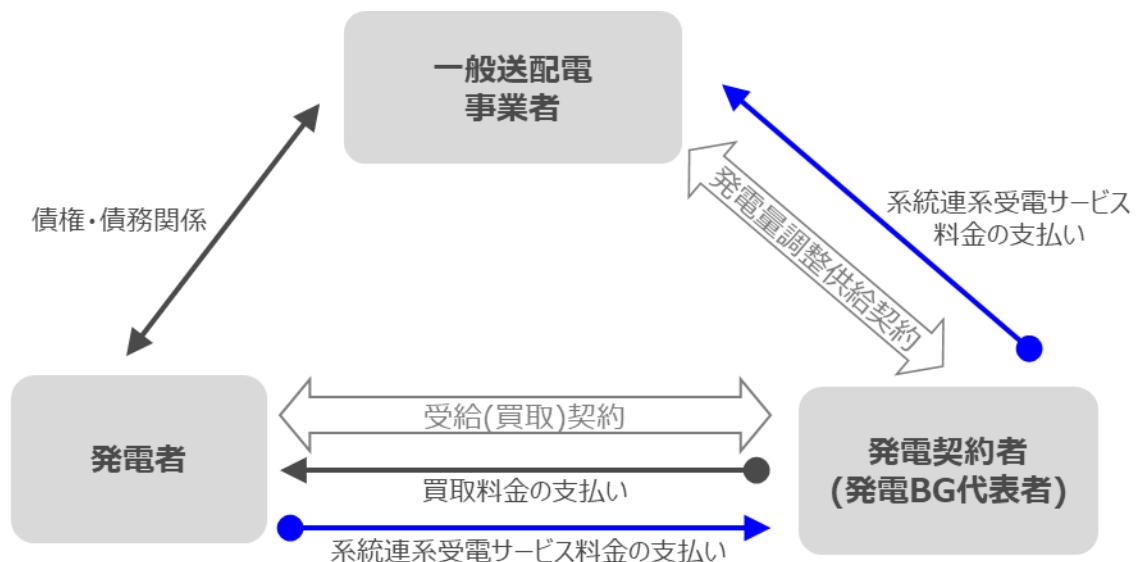 一般送配電
事業者
債権・債務関係
発電量調整供給契約
系統連系受電サービス
料金の支払い
発電者
受給(買取)契約
買取料金の支払い
系統連系受電サービス料金の支払い
発電契約者
(発電BG代表者)